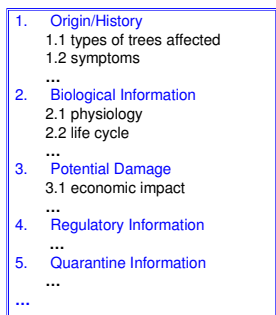 1. Origin/History
1.1 types of trees affected
1.2 symptoms
...
2. Biological Information
2.1 physiology
2.2 life cycle
...
3. Potential Damage
3.1 economic impact
...
4. Regulatory Information
...
5. Quarantine Information
...
...